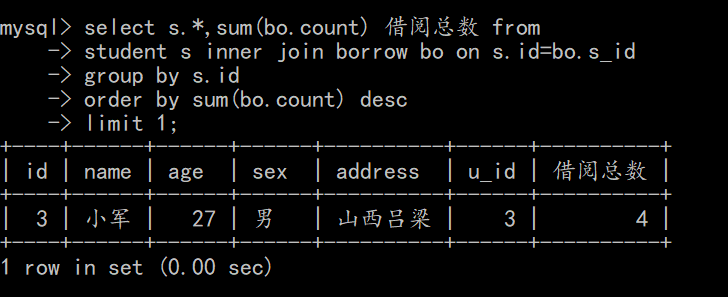 mysql> select s.*,sum(bo.count) 借阅总数 from
-> student s inner join borrow bo on s.id=bo.s_id
-> group by s.id
-> order by sum(bo.count) desc
-> limit 1;
+----+------+------+------+----------+------+----------+
| id | name | age | sex | address | u_id | 借阅总数 |
+----+------+------+------+----------+------+----------+
| 3 | 小军 | 27 | 男 | 山西吕梁 | 3 | 4 |
+----+------+------+------+----------+------+----------+
1 row in set (0.00 sec)